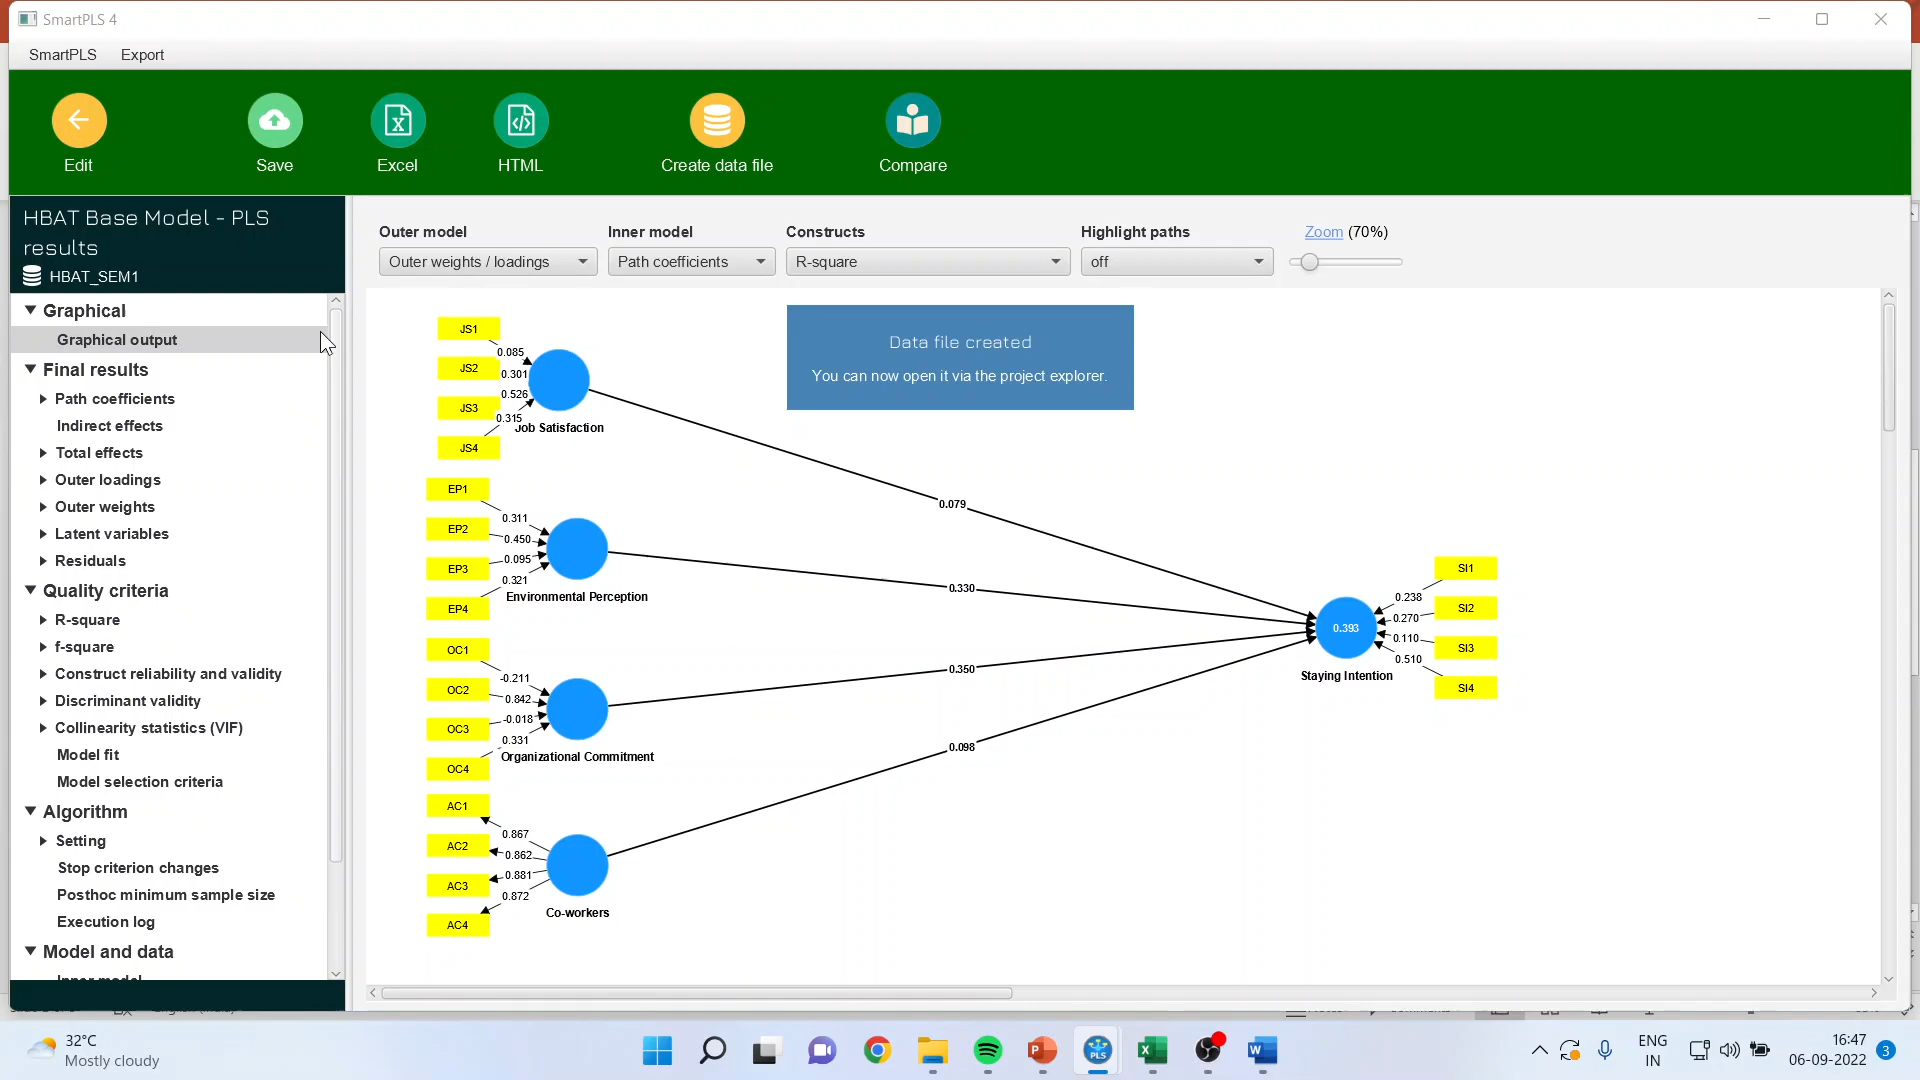 SmartPLS 4
SmartPLS Export
Edit Save Excel HTML Create data file Compare
HBAT Base Model - PLS
results
HBAT_SEM1
Graphical
Graphical output
Final results
Path coefficients
Indirect effects
Total effects
Outer loadings
Outer weights
Latent variables
Residuals
Quality criteria
R-square
f-square
Construct reliability and validity
Discriminant validity
Collinearity statistics (VIF)
Model fit
Model selection criteria
Algorithm
Setting
Stop criterion changes
Posthoc minimum sample size
Execution log
Model and data
Inner model
Outer model Inner model Constructs Highlight paths Zoom (70%)
Outer weights / loadings Path coefficients R-square off
Data file created
You can now open it via the project explorer.
JS1
0.085
JS2
0.301
0.526
JS3
0.315
Job Satisfaction
JS4
EP1
0.079
0.311
EP2
0.450
0.095
EP3
0.321
0.330
Environmental Perception
EP4
SI1
0.238
SI2
0.270
0.393
0.110
SI3
0.510
Staying Intention
SI4
OC1
0.350
-0.211
OC2
0.842
-0.018
OC3
0.331
Organizational Commitment
OC4
0.098
AC1
0.867
AC2
0.862
0.881
AC3
0.872
Co-workers
AC4
32°C
Mostly cloudy
PLS
ENG
IN
16:47
06-09-2022
3